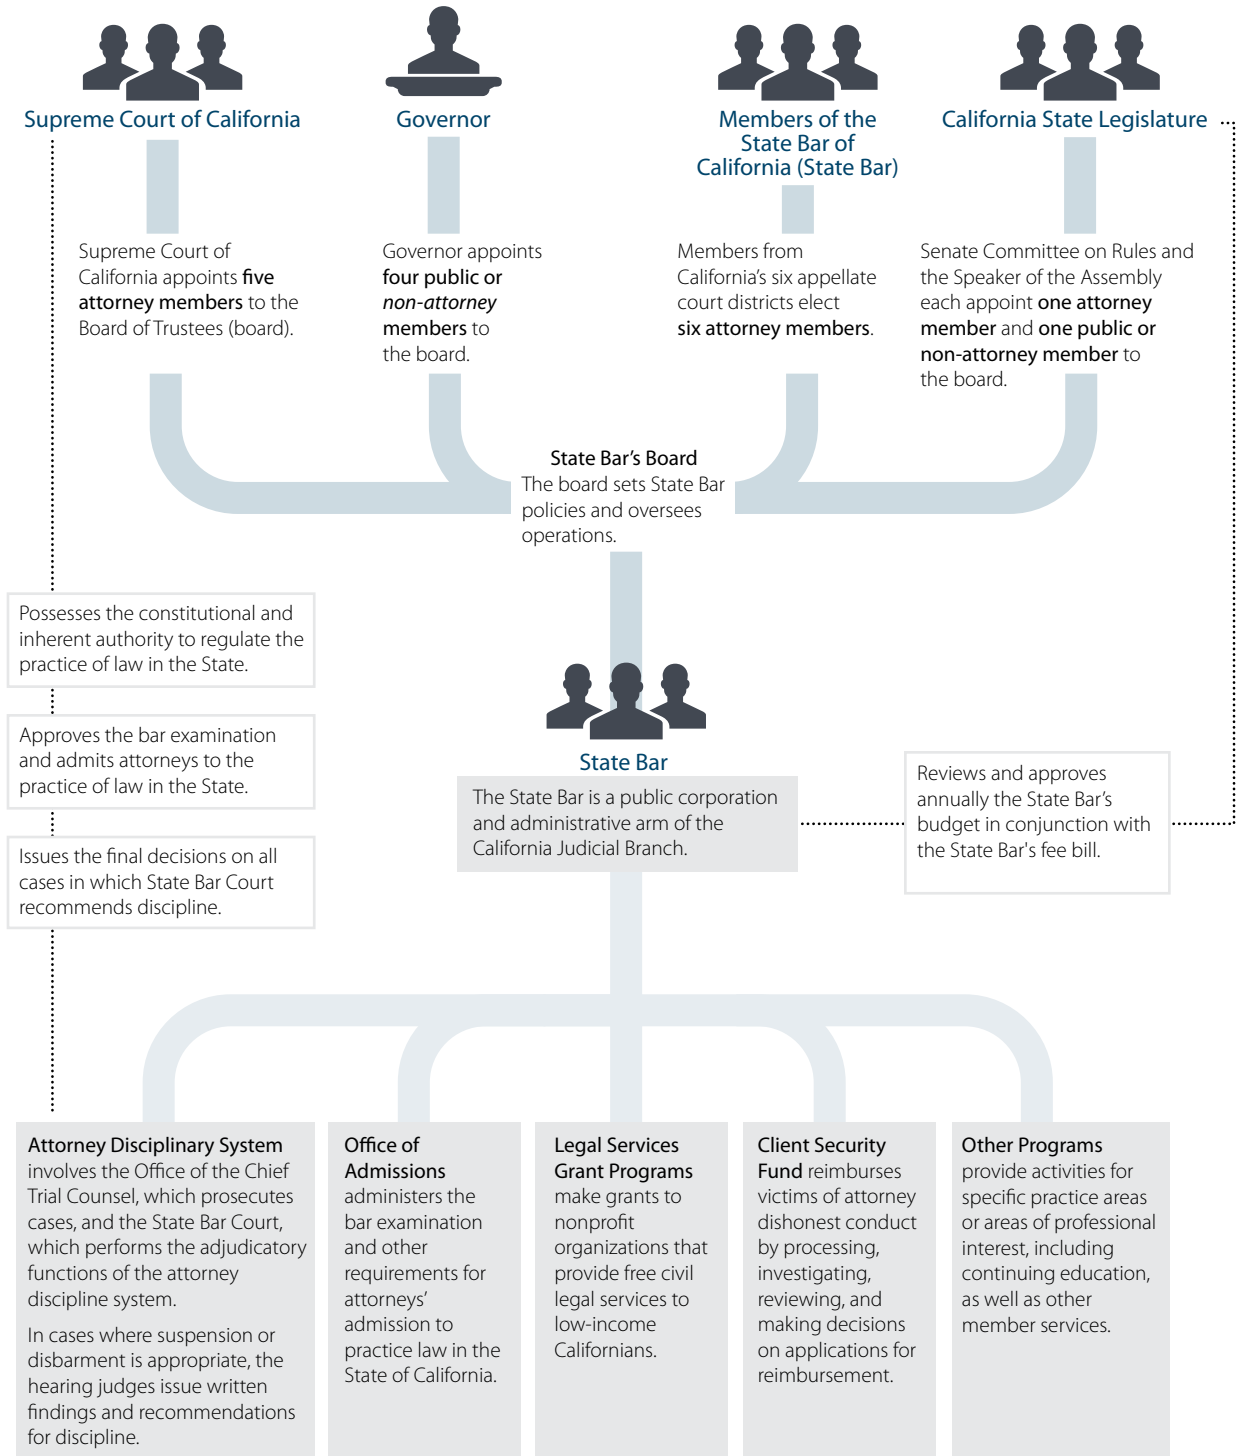 Supreme Court of California
Governor
Members of the
State Bar of
California (State Bar)
California State Legislature
Supreme Court of
California appoints five
attorney members to the
Board of Trustees (board).
Governor appoints
four public or
non-attorney
members to
the board.
Members from
California’s six appellate
court districts elect
six attorney members.
Senate Committee on Rules and
the Speaker of the Assembly
each appoint one attorney
member and one public or
non-attorney member to
the board.
State Bar’s Board
The board sets State Bar
policies and oversees
operations.
Possesses the constitutional and
inherent authority to regulate the
practice of law in the State.
Approves the bar examination
and admits attorneys to the
practice of law in the State.
Issues the final decisions on all
cases in which State Bar Court
recommends discipline.
State Bar
The State Bar is a public corporation
and administrative arm of the
California Judicial Branch.
Reviews and approves
annually the State Bar’s
budget in conjunction with
the State Bar's fee bill.
Attorney Disciplinary System
involves the Office of the Chief
Trial Counsel, which prosecutes
cases, and the State Bar Court,
which performs the adjudicatory
functions of the attorney
discipline system.
In cases where suspension or
disbarment is appropriate, the
hearing judges issue written
findings and recommendations
for discipline.
Office of
Admissions
administers the
bar examination
and other
requirements for
attorneys’
admission to
practice law in the
State of California.
Legal Services
Grant Programs
make grants to
nonprofit
organizations that
provide free civil
legal services to
low-income
Californians.
Client Security
Fund reimburses
victims of attorney
dishonest conduct
by processing,
investigating,
reviewing, and
making decisions
on applications for
reimbursement.
Other Programs
provide activities for
specific practice areas
or areas of professional
interest, including
continuing education,
as well as other
member services.